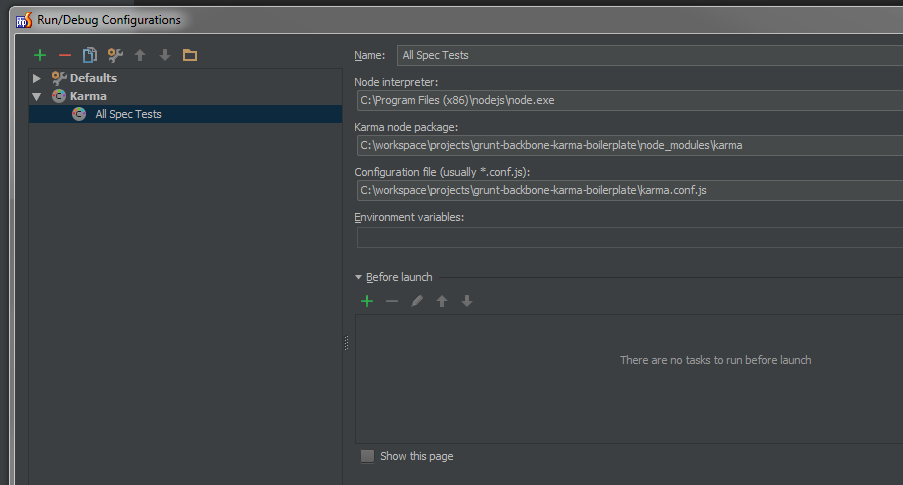 php
Run/Debug Configurations
Defaults
Karma
All Spec Tests
Name: All Spec Tests
Node interpreter:
C:\Program Files (x86)\nodejs\node.exe
Karma node package:
C:\workspace\projects\grunt-backbone-karma-boilerplate\node_modules\karma
Configuration file (usually *.conf.js):
C:\workspace\projects\grunt-backbone-karma-boilerplate\karma.conf.js
Environment variables:
Before launch
There are no tasks to run before launch
Show this page